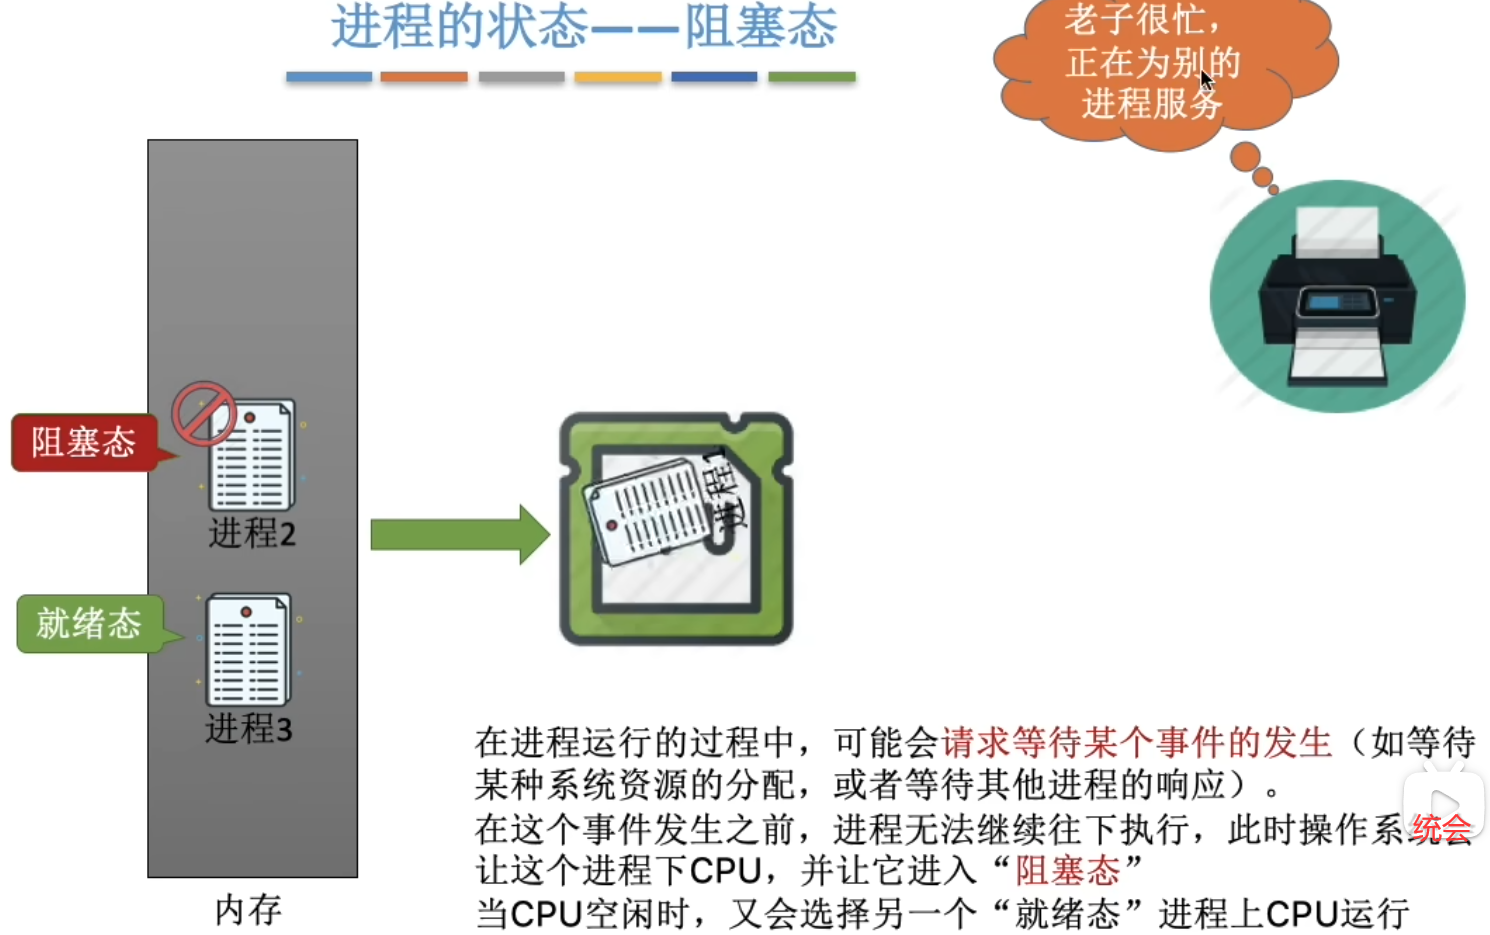 进程的状态——阻塞态
老子很忙，
正在为别的
进程服务
阻塞态
进程2
进程1
就绪态
进程3
内存
在进程运行的过程中，可能会请求等待某个事件的发生（如等待
某种系统资源的分配，或者等待其他进程的响应）。
在这个事件发生之前，进程无法继续往下执行，此时操作系统会
让这个进程下CPU，并让它进入“阻塞态”
当CPU空闲时，又会选择另一个“就绪态”进程上CPU运行